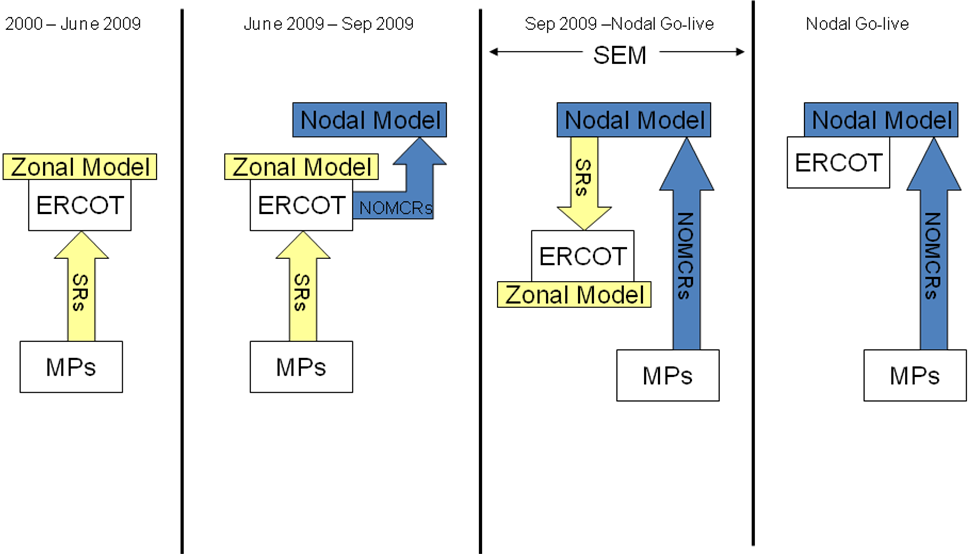 2000 – June 2009
Zonal Model
ERCOT
SRs
MPs
June 2009 – Sep 2009
Nodal Model
Zonal Model
ERCOT
NOMCRs
SRs
MPs
Sep 2009 –Nodal Go-live
SEM
Nodal Model
SRs
ERCOT
Zonal Model
NOMCRs
MPs
Nodal Go-live
Nodal Model
ERCOT
NOMCRs
MPs